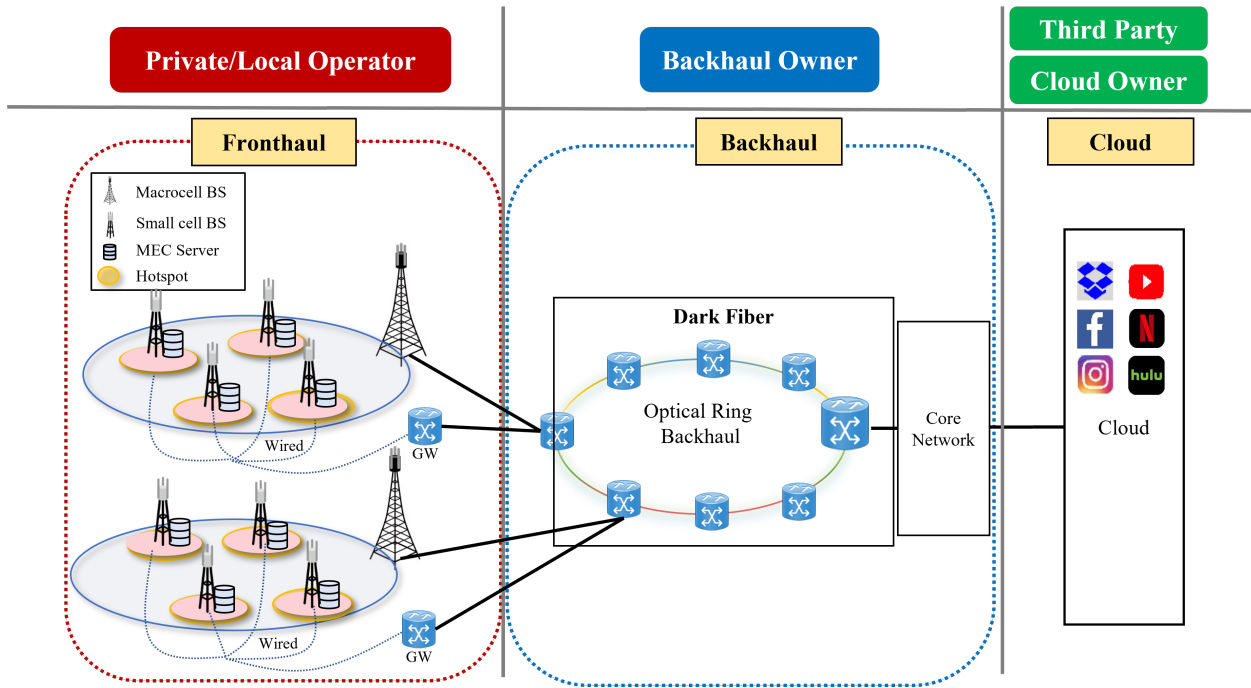 Private/Local Operator
Backhaul Owner
Third Party
Cloud Owner
Fronthaul
Backhaul
Cloud
Macrocell BS
Small cell BS
MEC Server
Hotspot
Wired
GW
Wired
GW
Dark Fiber
Optical Ring
Backhaul
Core
Network
hulu
Cloud